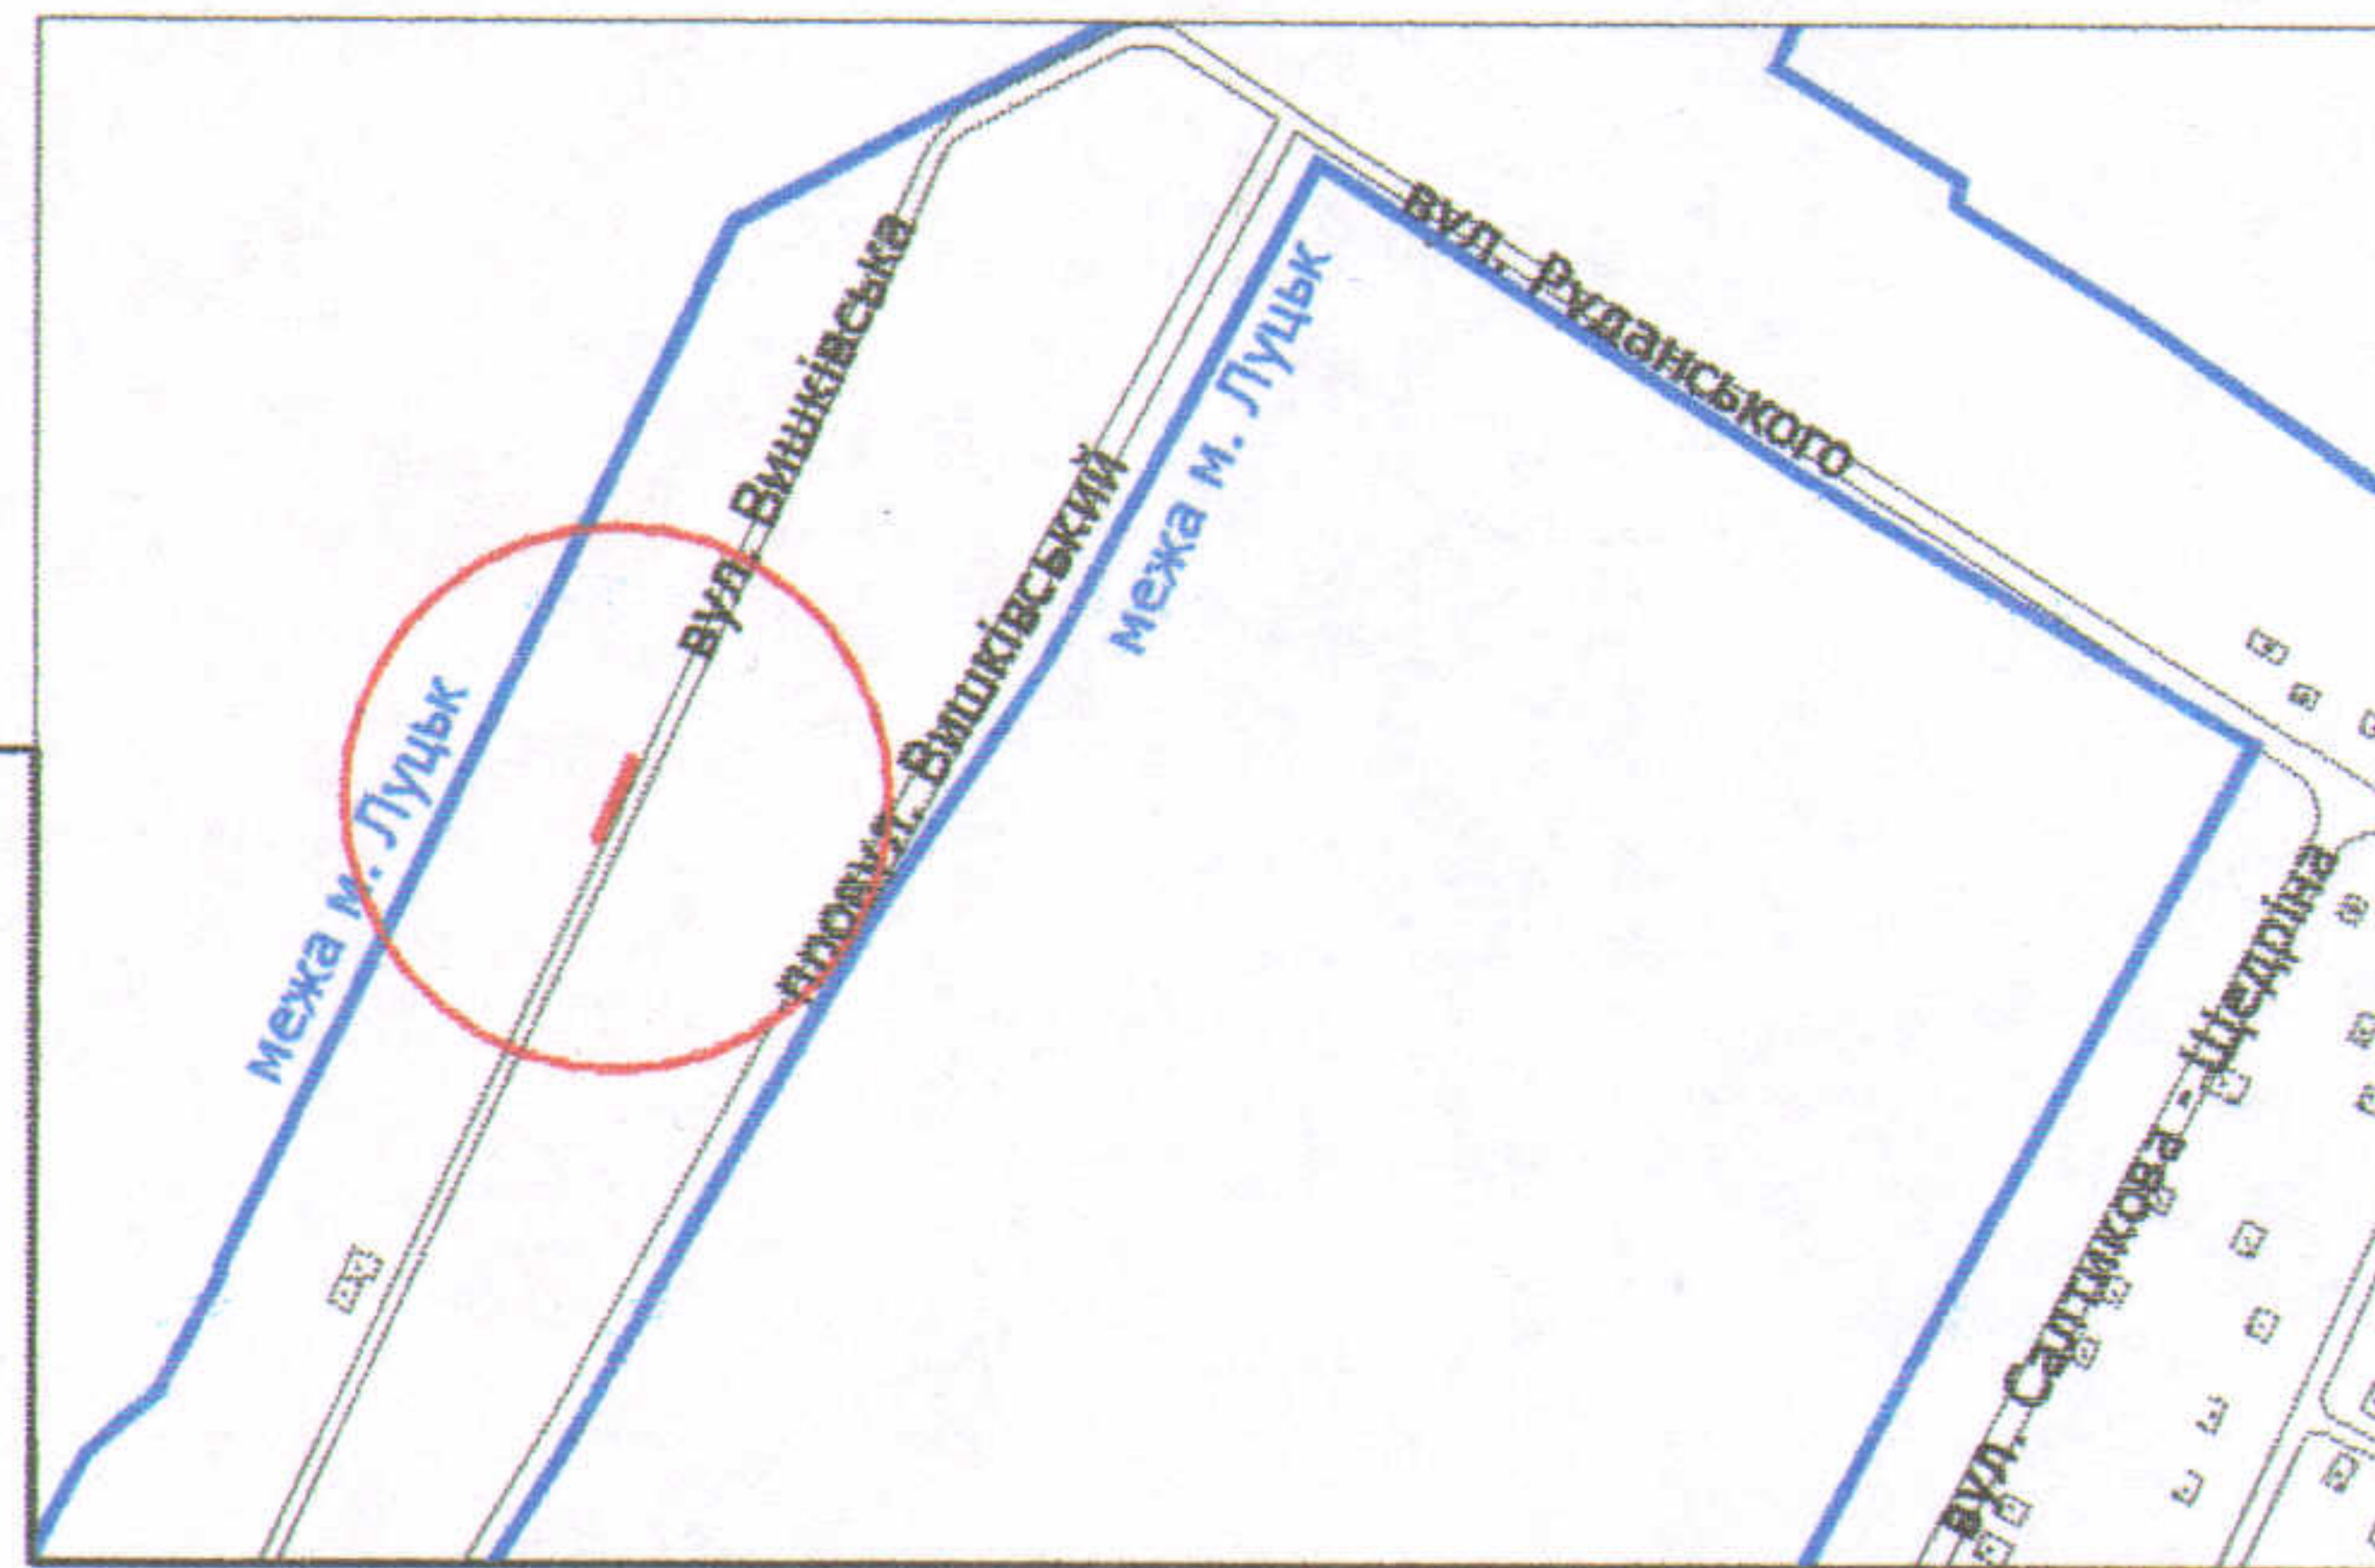 вул. Вишківська
вул. Руданського
межа м. Луцьк
провул. Вишківський
межа м. Луцьк
вул. Салтикова - Щедріна